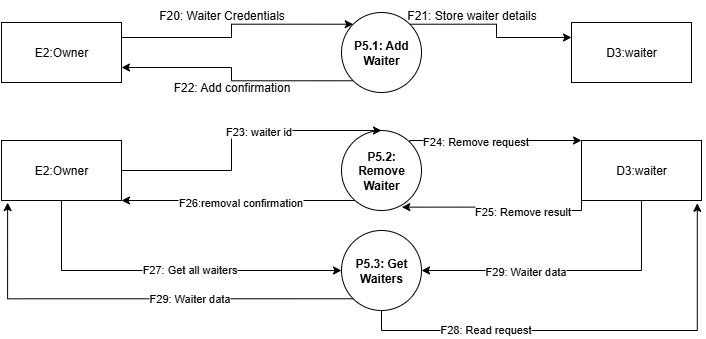 F20: Waiter Credentials
F21: Store waiter details
E2:Owner
P5.1: Add
Waiter
D3:waiter
F22: Add confirmation
F23: waiter id
F24: Remove request
E2:Owner
P5.2:
Remove
Waiter
D3:waiter
F26:removal confirmation
F25: Remove result
P5.3: Get
Waiters
F27: Get all waiters
F29: Waiter data
F29: Waiter data
F28: Read request